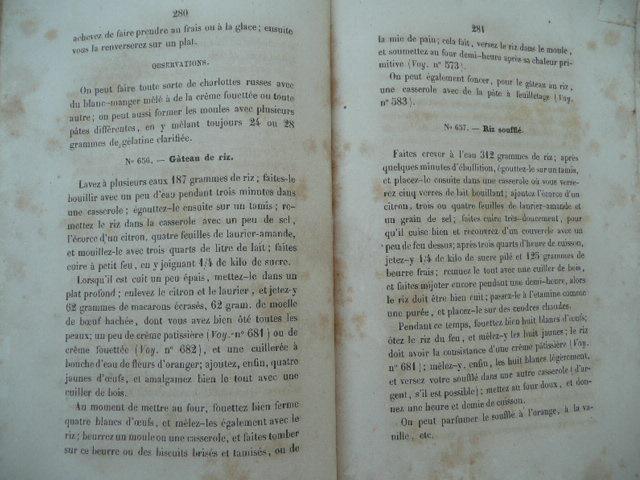 280
achevez de faire prendre au frais ou à la glace; ensuite
vous la renverserez sur un plat.
OBSERVATIONS.
On peut faire toute sorte de charlottes russes avec
du blanc-manger mêlé à de la crème fouettée ou toute
autre; on peut aussi former les moules avec plusieurs
pâtes différentes, en y mêlant toujours 24 ou 28
grammes de gélatine clarifiée.
No 656. — Gâteau de riz.
Lavez à plusieurs eaux 187 grammes de riz; faites-le
bouillir avec un peu d'eau pendant trois minutes dans
une casserole; égouttez-le ensuite sur un tamis; re-
mettez le riz dans la casserole avec un peu de sel,
l'écorce d'un citron, quatre feuilles de laurier-amande,
et mouillez-le avec trois quarts de litre de lait; faites
cuire à petit feu, en y joignant 1/4 de kilo de sucre.
Lorsqu'il est cuit un peu épais, mettez-le dans un
plat profond; enlevez le citron et le laurier, et jetez-y
62 grammes de macarons écrasés, 62 gram. de moelle
de bœuf hachée, dont vous avez bien ôté toutes les
peaux; un peu de crème patissière (Voy. no 681) ou de
crème fouettée (Voy. no 682), et une cuillerée à
bouche d'eau de fleurs d'oranger; ajoutez, enfin, quatre
jaunes d'œufs, et amalgamez bien le tout avec une
cuiller de bois.
Au moment de mettre au four, fouettez bien ferme
quatre blancs d'œufs, et mêlez-les également avec le
riz; beurrez un moule ou une casserole, et faites tomber
sur ce beurre ou des biscuits brisés et tamisés, ou de
281
la mie de pain; cela fait, versez le riz dans le moule,
et soumettez au four demi-heure après sa chaleur pri-
mitive (Voy. no 573).
On peut également foncer, pour le gâteau au riz,
une casserole avec de la pâte à feuilletage (Voy.
no 583).
No 657. — Riz soufflé.
Faites crever à l'eau 312 grammes de riz; après
quelques minutes d'ébullition, égouttez-le sur un tamis,
et placez-le ensuite dans une casserole où vous verse-
rez cinq verres de lait bouillant; ajoutez l'écorce d'un
citron, trois ou quatre feuilles de laurier-amande et
un grain de sel; faites cuire très-doucement, pour
qu'il cuise bien et recouvrez d'un couvercle avec un
peu de feu dessus; après trois quarts d'heure de cuisson,
jetez-y 1/4 de kilo de sucre pilé et 125 grammes de
beurre frais; remuez le tout avec une cuiller de bois,
et faites mijoter encore pendant une demi-heure, alors
le riz doit être bien cuit; passez-le à l'étamine comme
une purée, et placez-le sur des cendres chaudes.
Pendant ce temps, fouettez bien huit blancs d'œufs;
ôtez le riz du feu, et mêlez-y les huit jaunes; le riz
doit avoir la consistance d'une crème pâtissière (Voy.
no 681); mêlez-y, enfin, les huit blancs légèrement,
et versez votre soufflé dans une autre casserole (d'ar-
gent, s'il est possible); mettez au four doux, et don-
nez une heure et demie de cuisson.
On peut parfumer le soufflé à l'orange, à la va-
nille, etc.